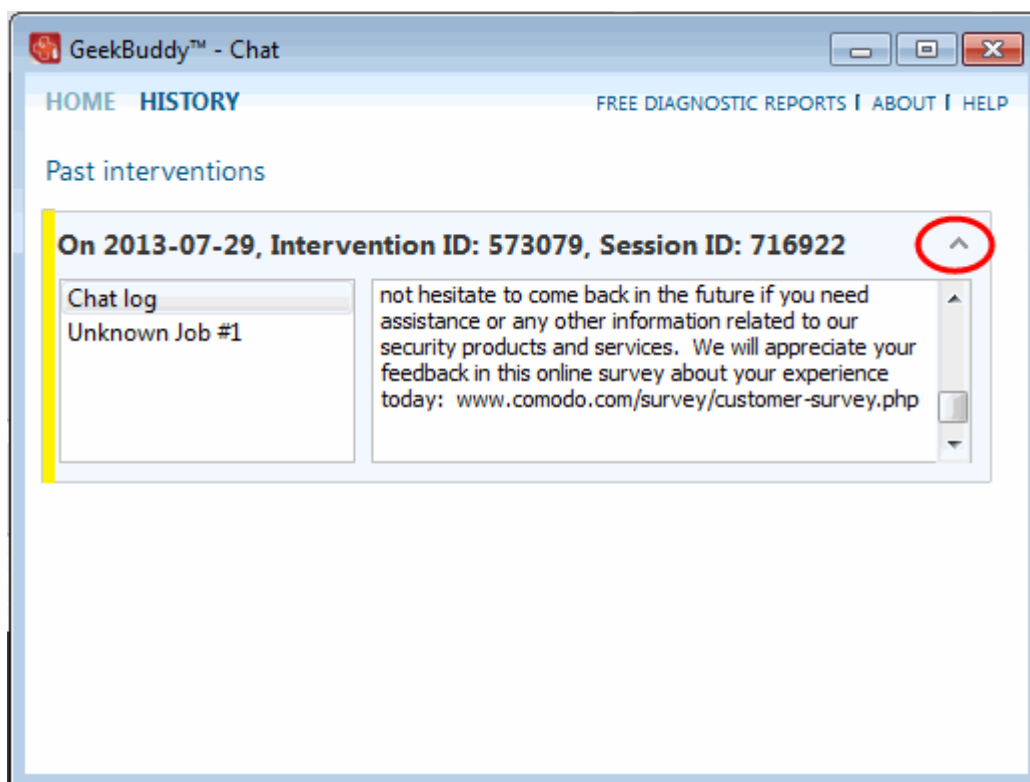 GeekBuddy™ - Chat
HOME HISTORY FREE DIAGNOSTIC REPORTS | ABOUT | HELP
Past interventions
On 2013-07-29, Intervention ID: 573079, Session ID: 716922
Chat log
Unknown Job #1
not hesitate to come back in the future if you need
assistance or any other information related to our
security products and services.  We will appreciate your
feedback in this online survey about your experience
today:  www.comodo.com/survey/customer-survey.php